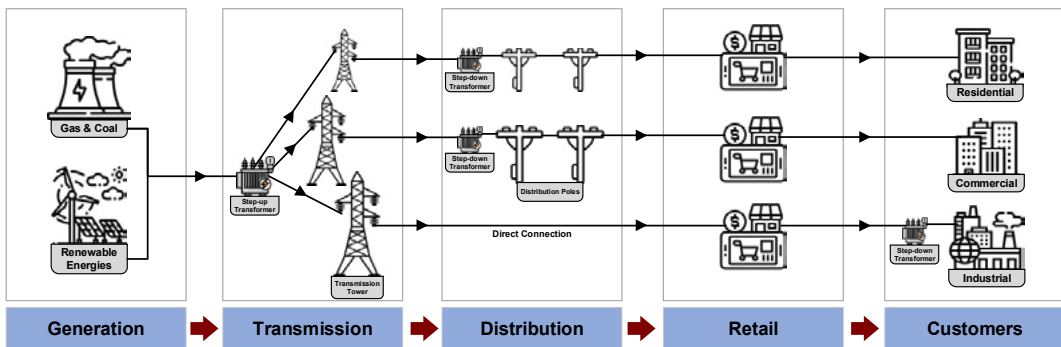 Gas & Coal
Renewable
Energies
Step-up
Transformer
Transmission
Tower
Step-down
Transformer
Step-down
Transformer
Distribution Poles
Direct Connection
$
$
$
Residential
Commercial
Step-down
Transformer
Industrial
Generation
Transmission
Distribution
Retail
Customers